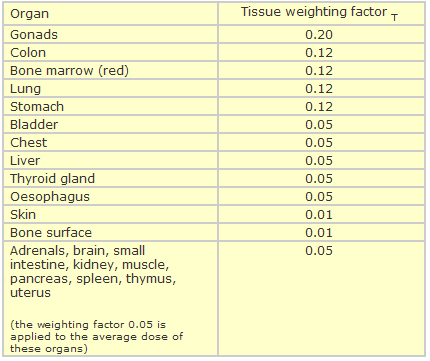 Organ Tissue weighting factor T
Gonads 0.20
Colon 0.12
Bone marrow (red) 0.12
Lung 0.12
Stomach 0.12
Bladder 0.05
Chest 0.05
Liver 0.05
Thyroid gland 0.05
Oesophagus 0.05
Skin 0.01
Bone surface 0.01
Adrenals, brain, small 0.05
intestine, kidney, muscle,
pancreas, spleen, thymus,
uterus
(the weighting factor 0.05 is
applied to the average dose of
these organs)